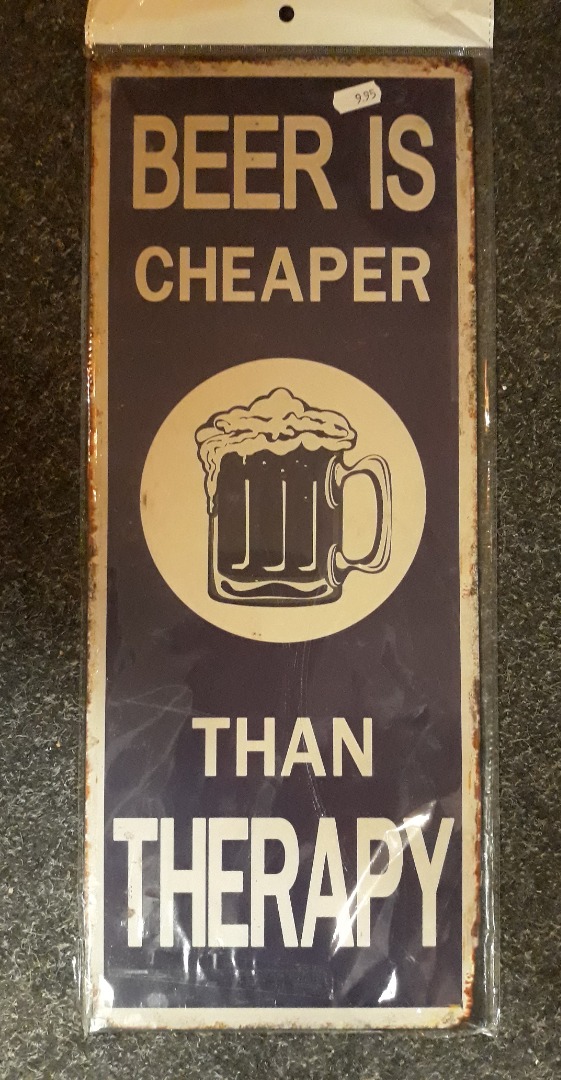 9.95
BEER IS
CHEAPER
THAN
THERAPY